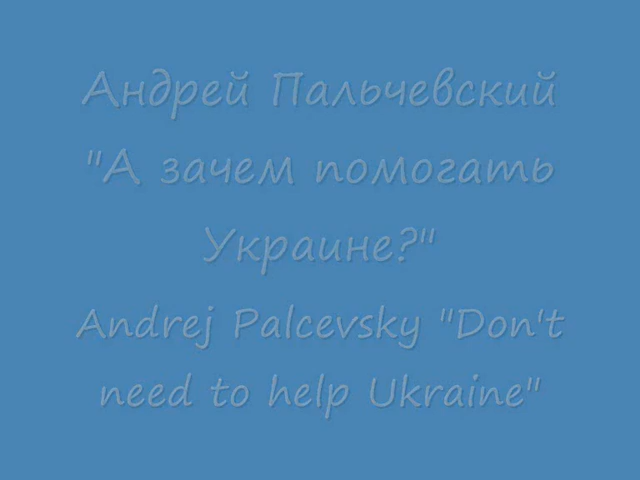 Андрей Пальчевский
"А зачем помогать
Украине?"
Andrej Palcevsky "Don't
need to help Ukraine"